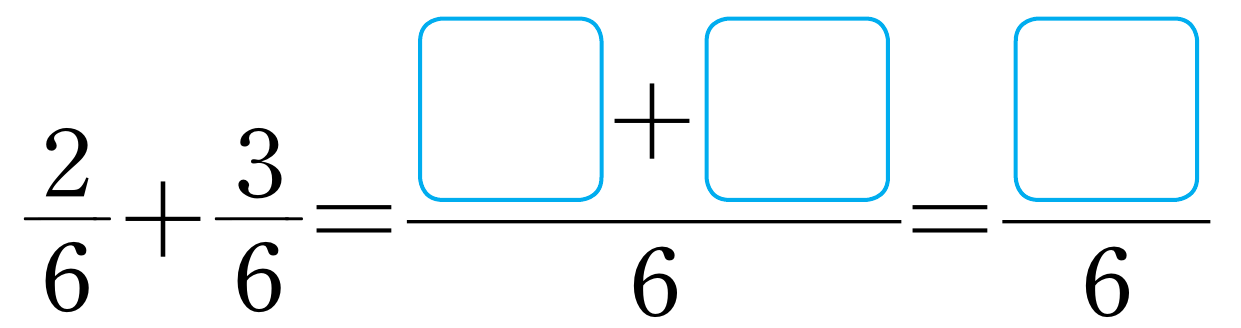 2/6 + 3/6 = (□ + □)/6 = □/6